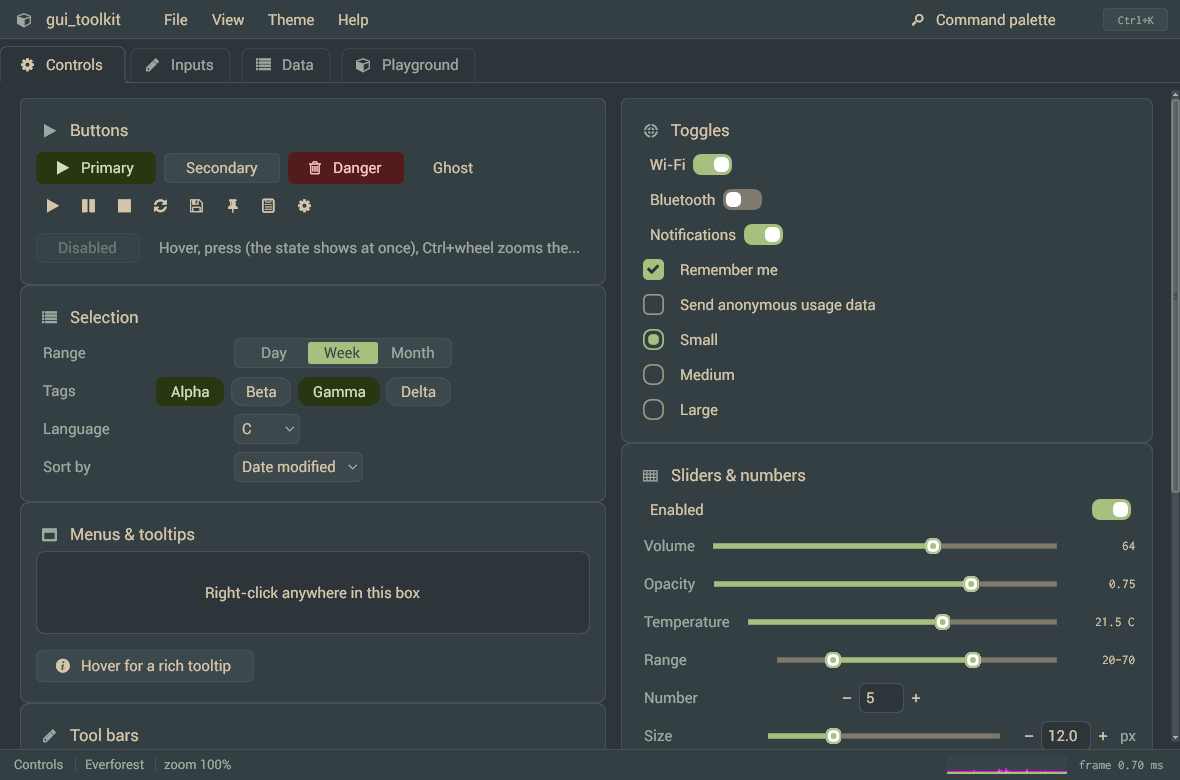 gui_toolkit File View Theme Help Command palette Ctrl+K
Controls Inputs Data Playground
Buttons
Primary Secondary Danger Ghost
Disabled Hover, press (the state shows at once), Ctrl+wheel zooms the...
Selection
Range Day Week Month
Tags Alpha Beta Gamma Delta
Language C
Sort by Date modified
Menus & tooltips
Right-click anywhere in this box
Hover for a rich tooltip
Tool bars
Toggles
Wi-Fi
Bluetooth
Notifications
Remember me
Send anonymous usage data
Small
Medium
Large
Sliders & numbers
Enabled
Volume 64
Opacity 0.75
Temperature 21.5 C
Range 20-70
Number − 5 +
Size − 12.0 + px
Controls Everforest zoom 100% frame 0.70 ms